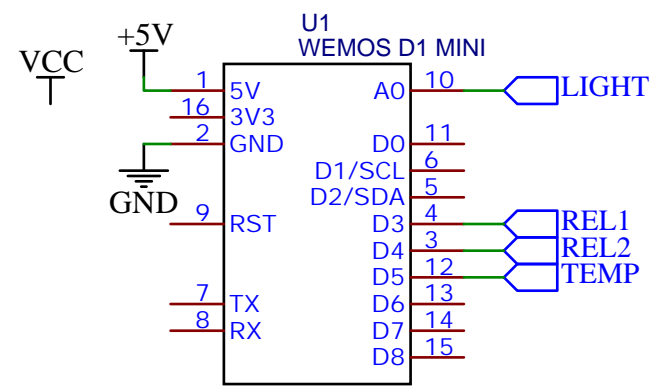 U1
WEMOS D1 MINI
+5V
VCC
1 5V
A0 10 LIGHT
16 3V3
2 GND
D0 11
D1/SCL 6
GND
D2/SDA 5
9 RST
D3 4 REL1
D4 3 REL2
D5 12 TEMP
7 TX
D6 13
8 RX
D7 14
D8 15